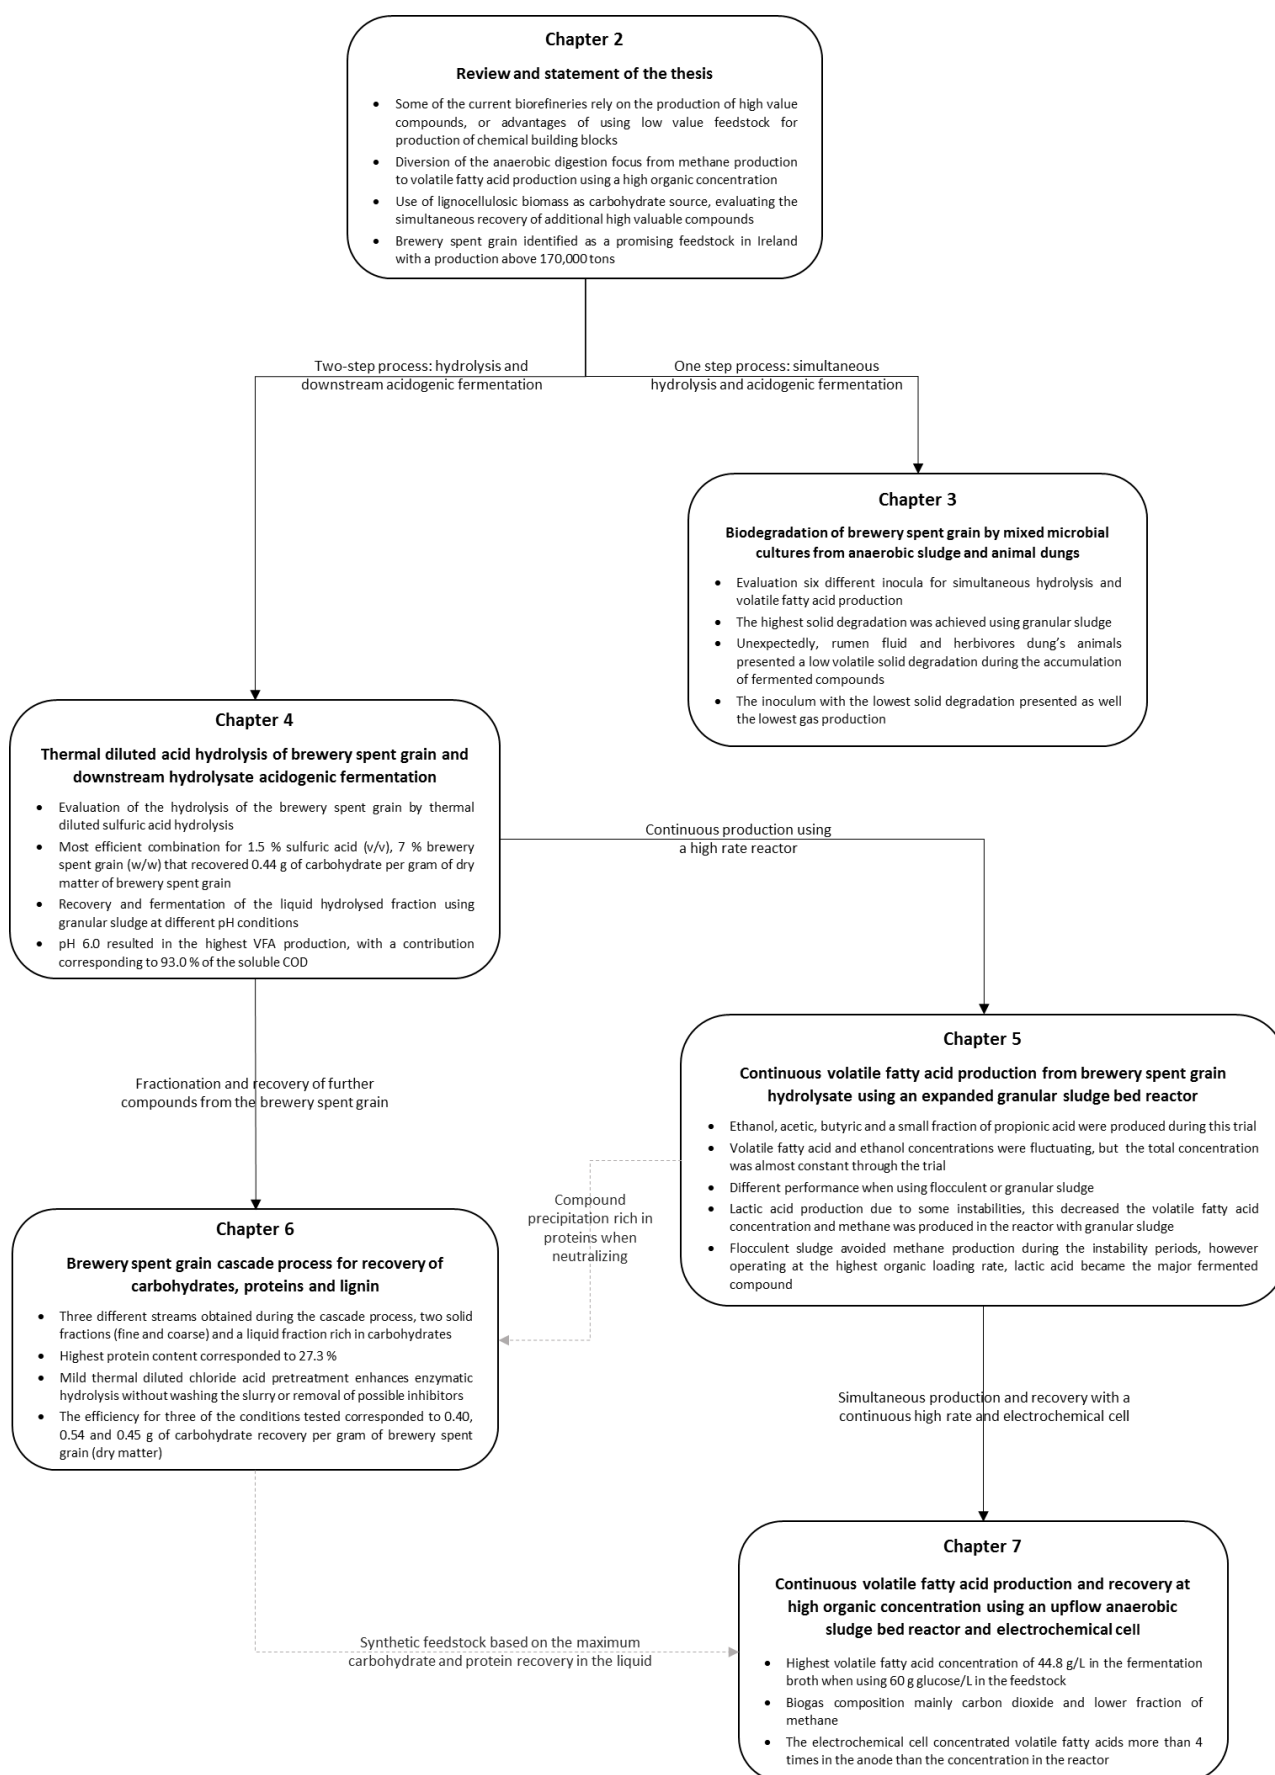 Chapter 2
Review and statement of the thesis
• Some of the current biorefineries rely on the production of high value
compounds, or advantages of using low value feedstock for
production of chemical building blocks
• Diversion of the anaerobic digestion focus from methane production
to volatile fatty acid production using a high organic concentration
• Use of lignocellulosic biomass as carbohydrate source, evaluating the
simultaneous recovery of additional high valuable compounds
• Brewery spent grain identified as a promising feedstock in Ireland
with a production above 170,000 tons
Two-step process: hydrolysis and
downstream acidogenic fermentation
One step process: simultaneous
hydrolysis and acidogenic fermentation
Chapter 3
Biodegradation of brewery spent grain by mixed microbial
cultures from anaerobic sludge and animal dungs
• Evaluation six different inocula for simultaneous hydrolysis and
volatile fatty acid production
• The highest solid degradation was achieved using granular sludge
• Unexpectedly, rumen fluid and herbivores dung's animals
presented a low volatile solid degradation during the accumulation
of fermented compounds
• The inoculum with the lowest solid degradation presented as well
the lowest gas production
Chapter 4
Thermal diluted acid hydrolysis of brewery spent grain and
downstream hydrolysate acidogenic fermentation
• Evaluation of the hydrolysis of the brewery spent grain by thermal
diluted sulfuric acid hydrolysis
• Most efficient combination for 1.5 % sulfuric acid (v/v), 7 % brewery
spent grain (w/w) that recovered 0.44 g of carbohydrate per gram of dry
matter of brewery spent grain
• Recovery and fermentation of the liquid hydrolysed fraction using
granular sludge at different pH conditions
• pH 6.0 resulted in the highest VFA production, with a contribution
corresponding to 93.0 % of the soluble COD
Continuous production using
a high rate reactor
Fractionation and recovery of further
compounds from the brewery spent grain
Chapter 5
Continuous volatile fatty acid production from brewery spent grain
hydrolysate using an expanded granular sludge bed reactor
• Ethanol, acetic, butyric and a small fraction of propionic acid were produced during this trial
• Volatile fatty acid and ethanol concentrations were fluctuating, but the total concentration
was almost constant through the trial
• Different performance when using flocculent or granular sludge
• Lactic acid production due to some instabilities, this decreased the volatile fatty acid
concentration and methane was produced in the reactor with granular sludge
• Flocculent sludge avoided methane production during the instability periods, however
operating at the highest organic loading rate, lactic acid became the major fermented
compound
Compound
precipitation rich in
proteins when
neutralizing
Chapter 6
Brewery spent grain cascade process for recovery of
carbohydrates, proteins and lignin
• Three different streams obtained during the cascade process, two solid
fractions (fine and coarse) and a liquid fraction rich in carbohydrates
• Highest protein content corresponded to 27.3 %
• Mild thermal diluted chloride acid pretreatment enhances enzymatic
hydrolysis without washing the slurry or removal of possible inhibitors
• The efficiency for three of the conditions tested corresponded to 0.40,
0.54 and 0.45 g of carbohydrate recovery per gram of brewery spent
grain (dry matter)
Simultaneous production and recovery with a
continuous high rate and electrochemical cell
Synthetic feedstock based on the maximum
carbohydrate and protein recovery in the liquid
Chapter 7
Continuous volatile fatty acid production and recovery at
high organic concentration using an upflow anaerobic
sludge bed reactor and electrochemical cell
• Highest volatile fatty acid concentration of 44.8 g/L in the fermentation
broth when using 60 g glucose/L in the feedstock
• Biogas composition mainly carbon dioxide and lower fraction of
methane
• The electrochemical cell concentrated volatile fatty acids more than 4
times in the anode than the concentration in the reactor